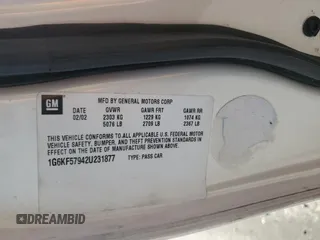 GM
MFD BY GENERAL MOTORS CORP
DATE GVWR GAWR FRT GAWR RR
02/02 2303 KG 1229 KG 1074 KG
5076 LB 2709 LB 2367 LB
THIS VEHICLE CONFORMS TO ALL APPLICABLE U.S. FEDERAL MOTOR
VEHICLE SAFETY, BUMPER, AND THEFT PREVENTION STANDARDS IN
EFFECT ON THE DATE OF MANUFACTURE SHOWN ABOVE.
1G6KF57942U231877 TYPE: PASS CAR
DREAMBID